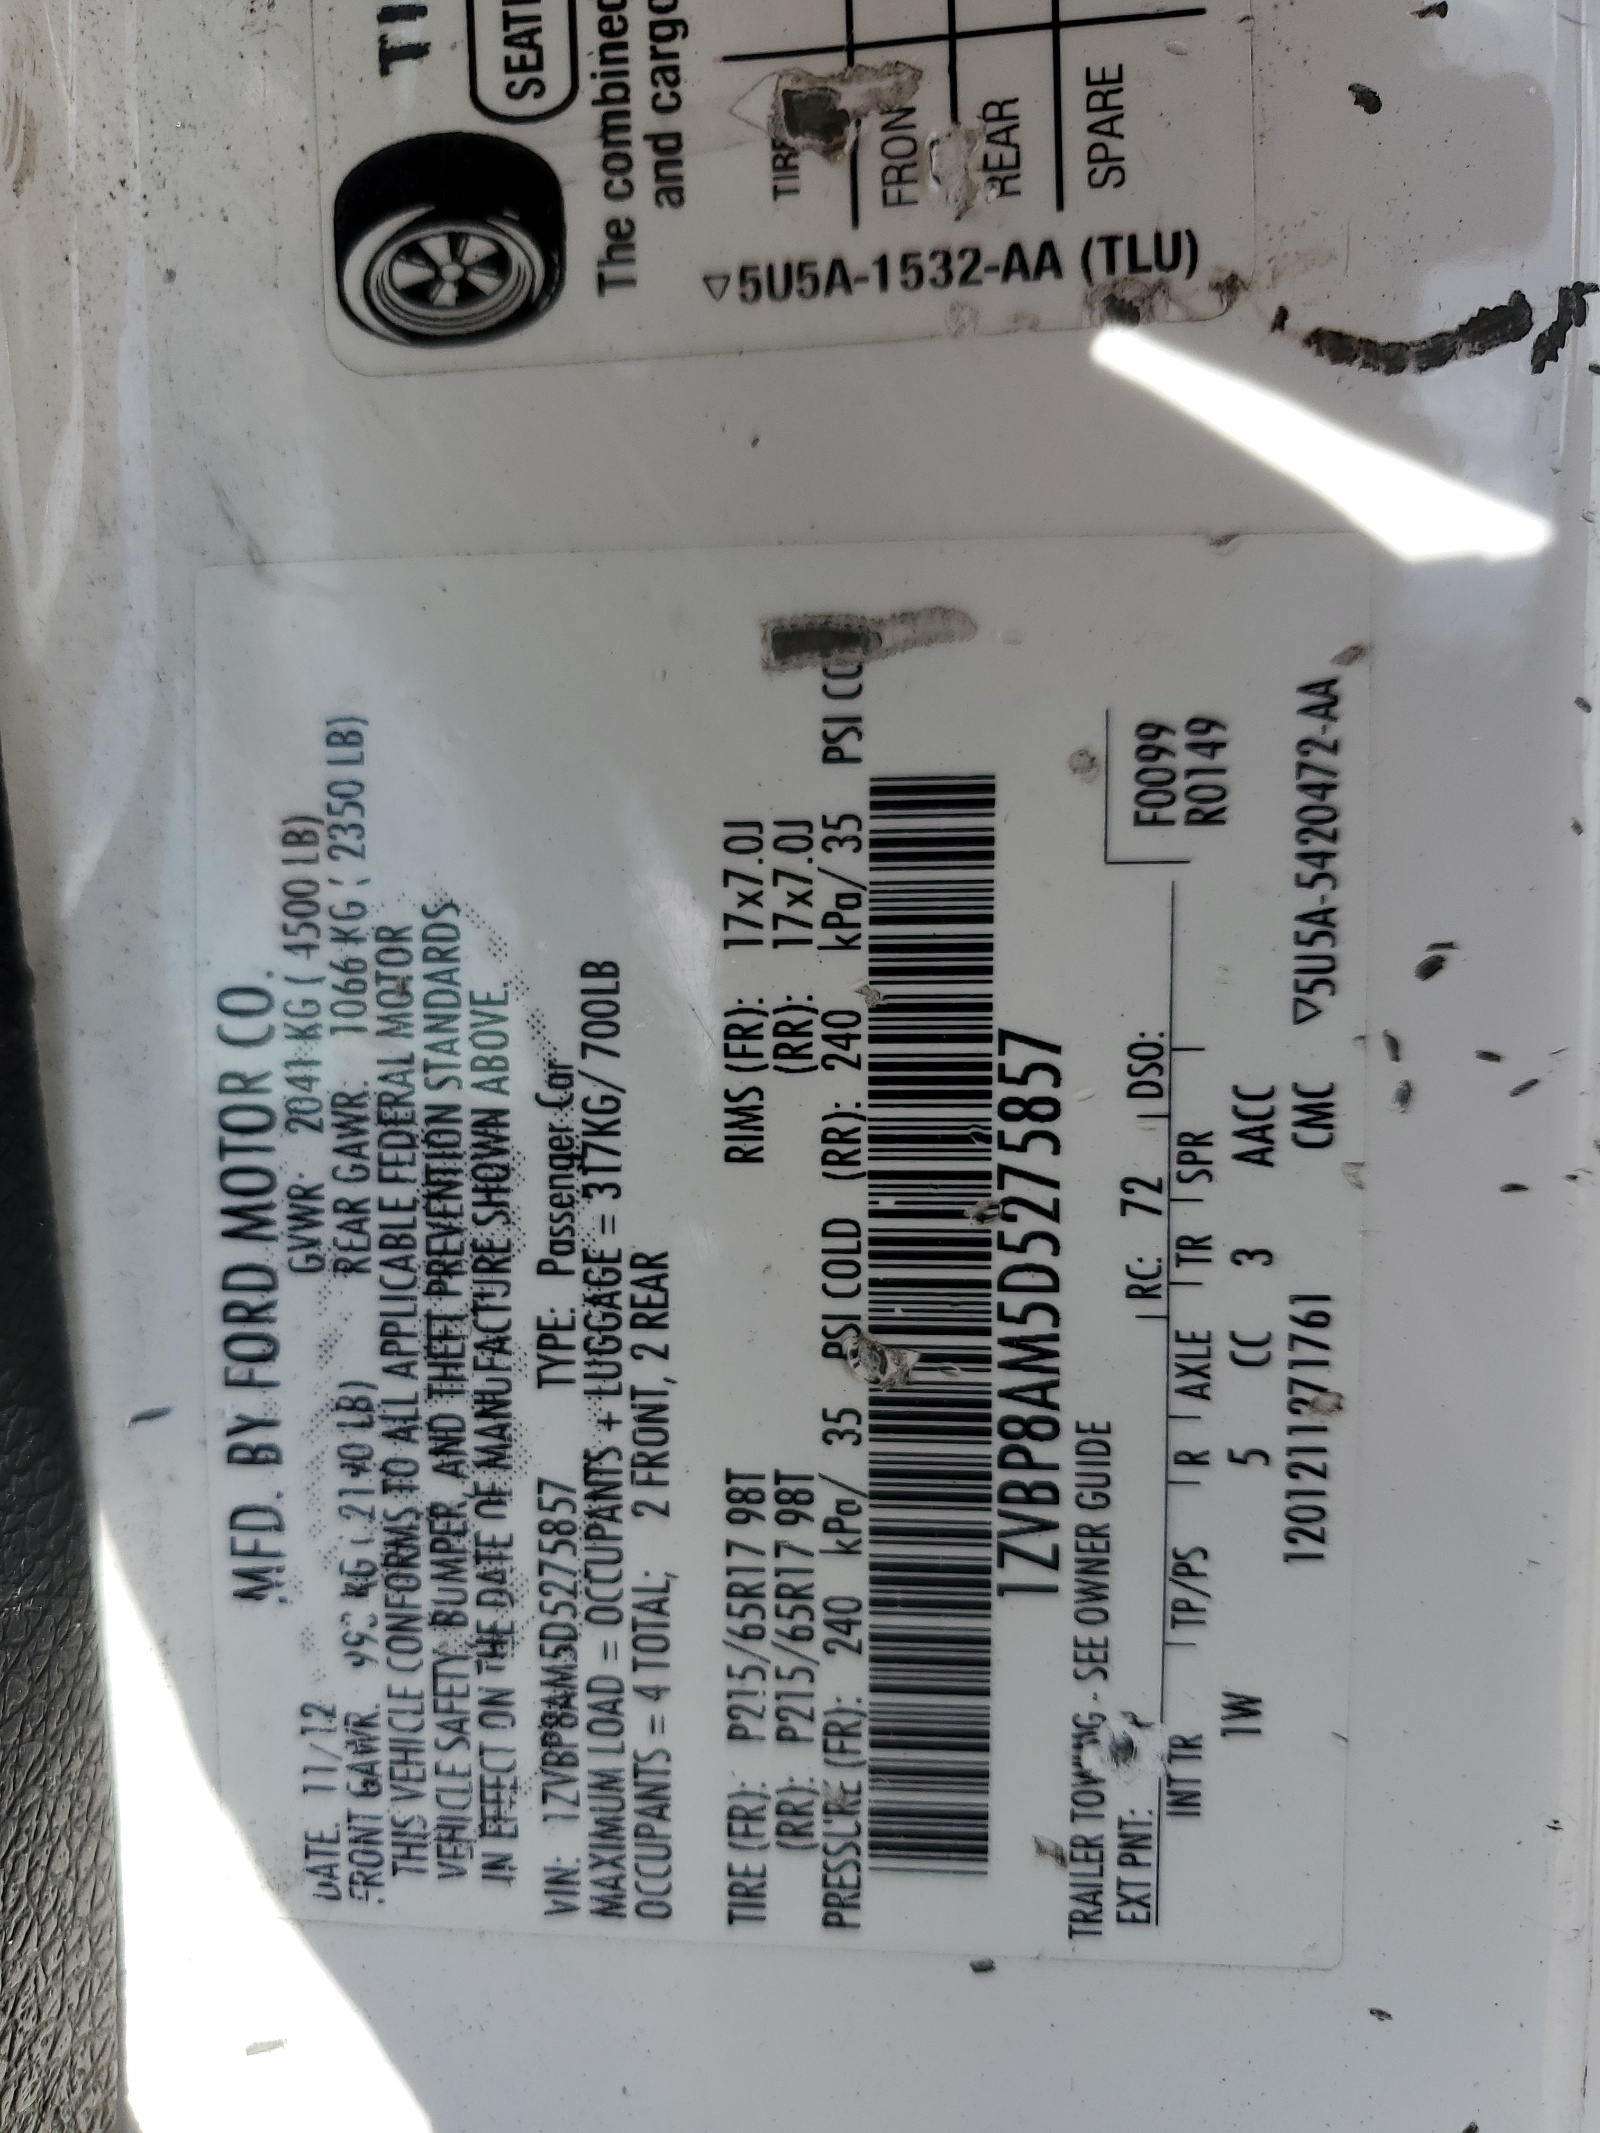 MFD. BY FORD MOTOR CO.
DATE: 11/12 GVWR: 2041 KG ( 4500 LB)
FRONT GAWR: KG ( 2190 LB) REAR GAWR: 1066 KG ( 2350 LB)
THIS VEHICLE CONFORMS TO ALL APPLICABLE FEDERAL MOTOR
VEHICLE SAFETY, BUMPER, AND THEFT PREVENTION STANDARDS
IN EFFECT ON THE DATE OF MANUFACTURE SHOWN ABOVE.
VIN: 1ZVBP8AM5D5275857 TYPE: Passenger Car
MAXIMUM LOAD = OCCUPANTS + LUGGAGE = 317KG/ 700LB
OCCUPANTS = 4 TOTAL; 2 FRONT, 2 REAR
TIRE (FR): P215/65R17 98T RIMS (FR): 17x7.0J
(RR): P215/65R17 98T (RR): 17x7.0J
PRESSURE (FR): 240 kPa/ 35 PSI COLD (RR): 240 kPa/ 35 PSI
1ZVBP8AM5D5275857
TRAILER TOWING - SEE OWNER GUIDE
EXT PNT: RC: 72 DSO: F0099
R0149
INT TR TP/PS R AXLE TR SPR
1W 5 CC 3 AACC
12012112​71761 CMC ▽5U5A-5420472-AA
SEATI
The combined
and cargo
TIRE
FRONT
REAR
SPARE
▽5U5A-1532-AA (TLU)